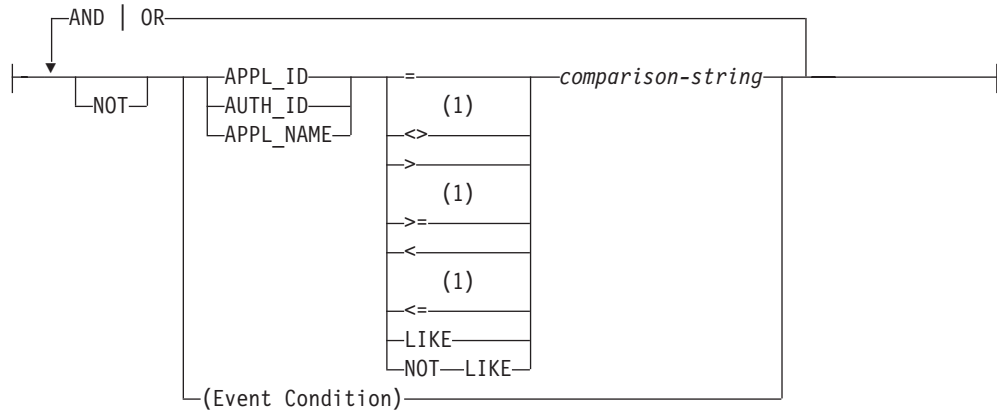 AND | OR
APPL_ID = comparison-string
NOT AUTH_ID (1)
APPL_NAME <>
>
(1)
>=
<
(1)
<=
LIKE
NOT LIKE
(Event Condition)